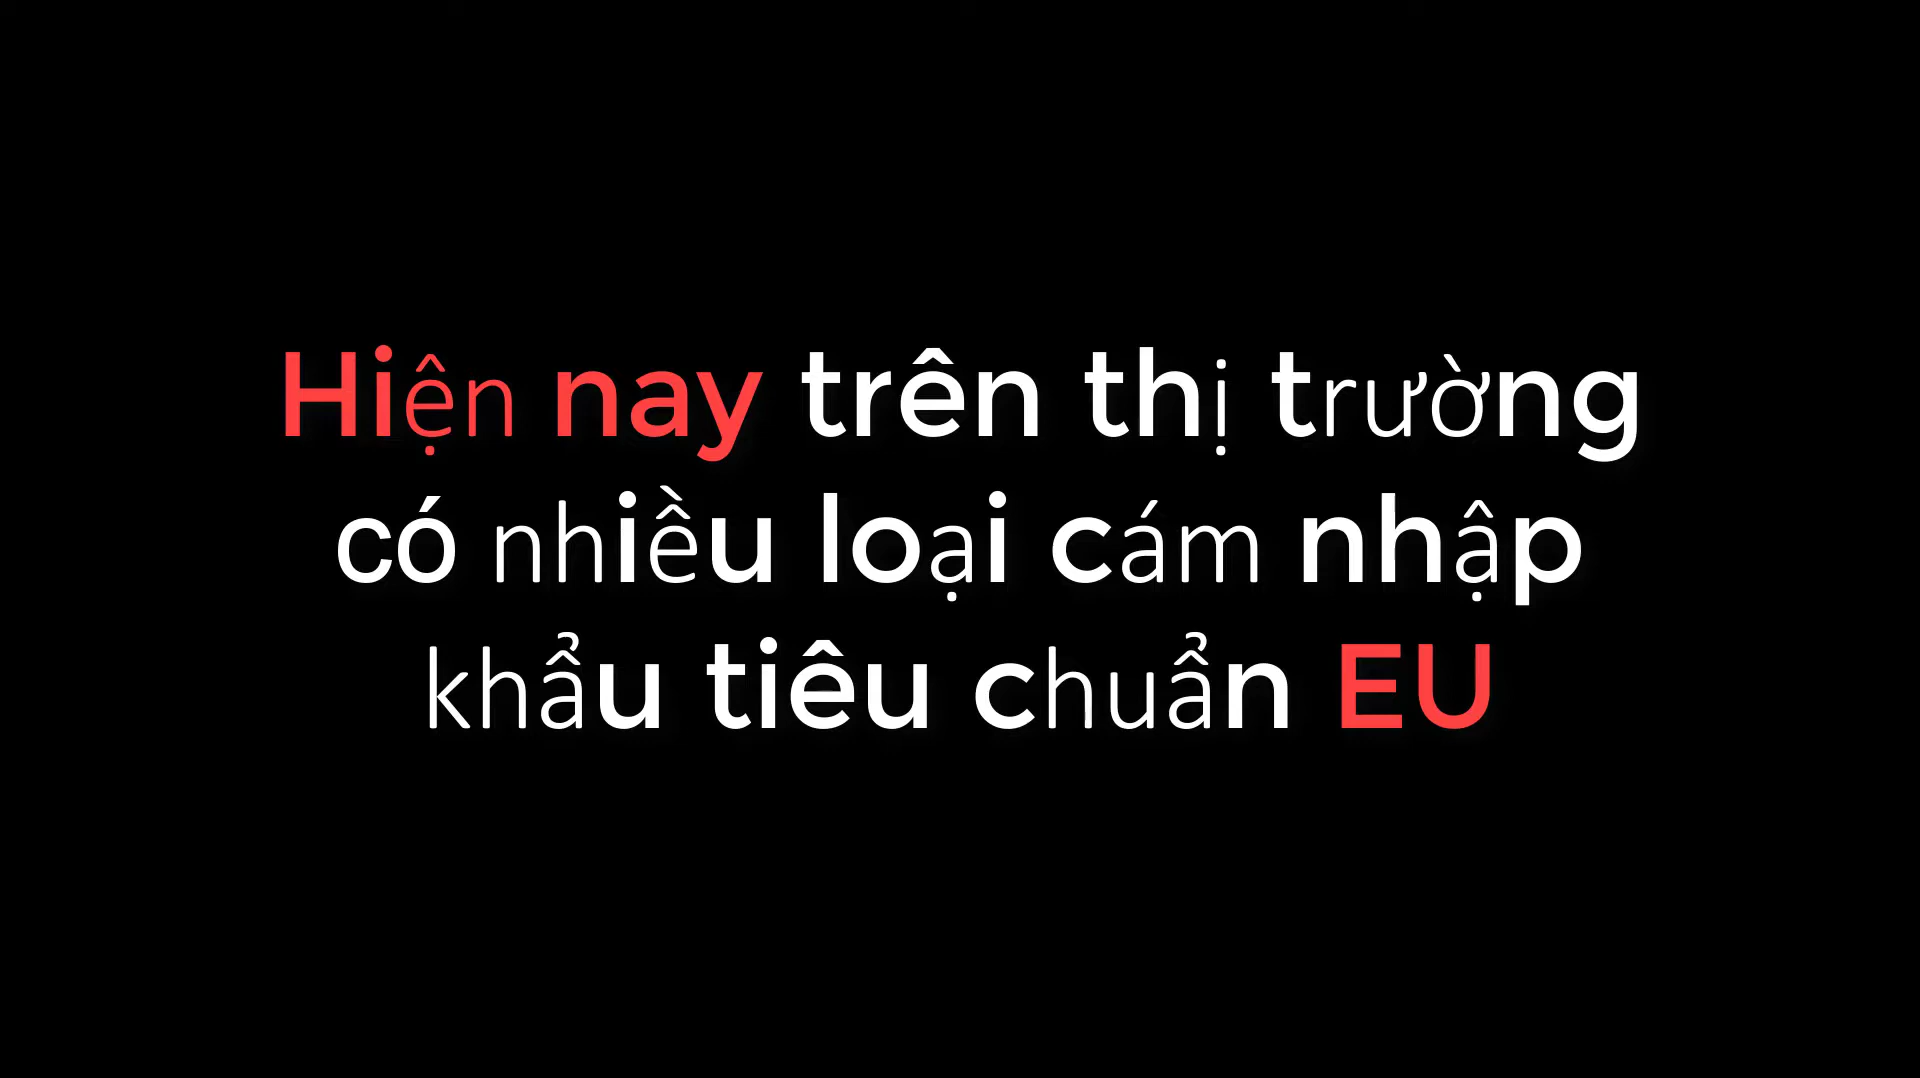 Hiện nay trên thị trường
có nhiều loại cám nhập
khẩu tiêu chuẩn EU